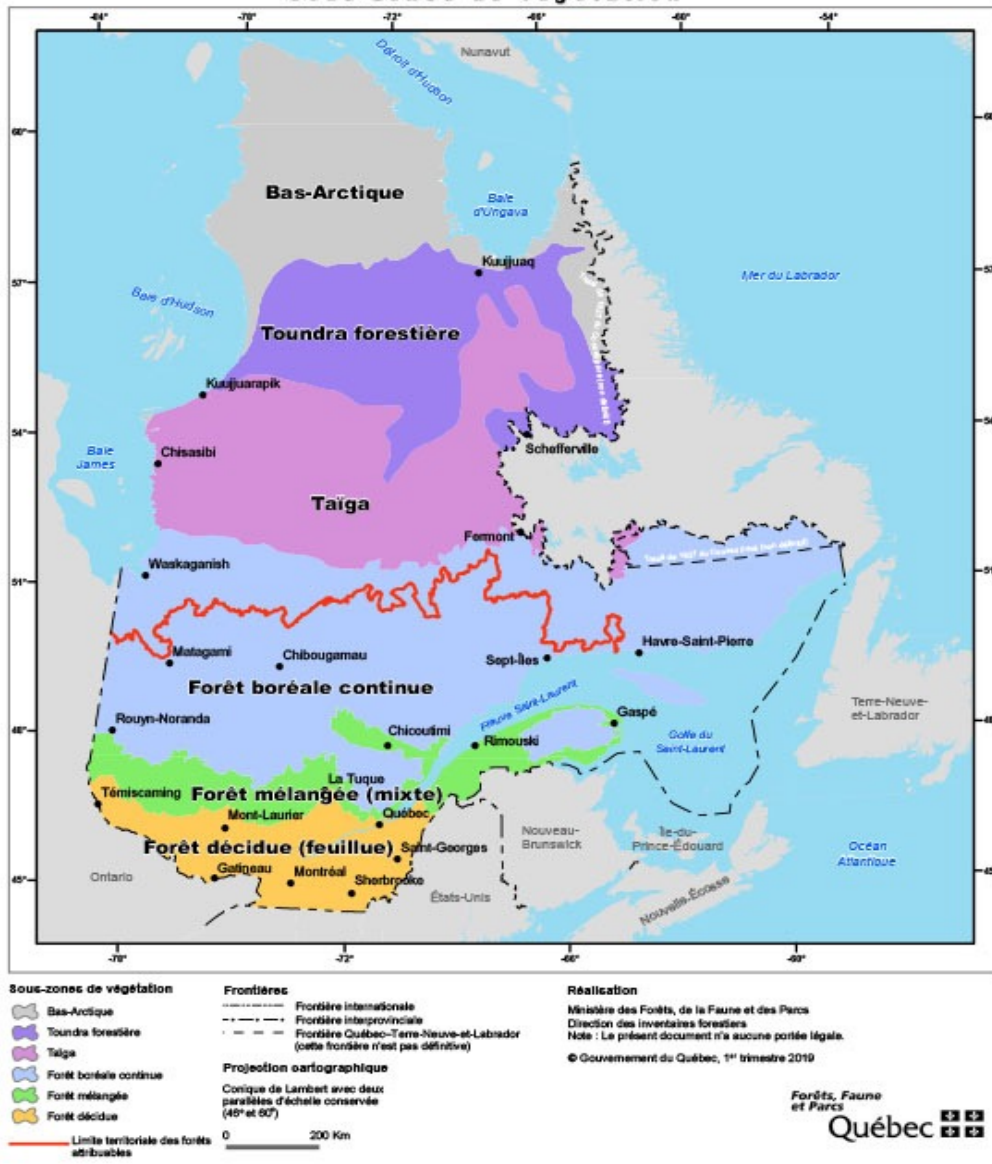 -84° -78° -72° -66° -60° -54°
Nunavut
Détroit d'Hudson
60°
Bas-Arctique
Baie
d'Ungava
Kuujjuaq
57°
Mer du Labrador
Baie d'Hudson
Toundra forestière
Kuujjuarapik
54°
Baie
James
Chisasibi
Schefferville
Taïga
Fermont
51°
Waskaganish
Matagami
Chibougamau
Sept-Îles
Havre-Saint-Pierre
Forêt boréale continue
Fleuve Saint-Laurent
Terre-Neuve-
et-Labrador
48°
Rouyn-Noranda
Chicoutimi
Rimouski
Gaspé
Golfe du
Saint-Laurent
La Tuque
Témiscaming
Forêt mélangée (mixte)
Mont-Laurier
Québec
Nouveau-
Brunswick
Île-du-
Prince-Édouard
Forêt décidue (feuillue)
Saint-Georges
Océan
Atlantique
45°
Ontario
Gatineau
Montréal
Sherbrooke
États-Unis
Nouvelle-Écosse
-78° -72° -66° -60°
Sous-zones de végétation
Bas-Arctique
Toundra forestière
Taïga
Forêt boréale continue
Forêt mélangée
Forêt décidue
Limite territoriale des forêts
attribuables
Frontières
Frontière internationale
Frontière interprovinciale
Frontière Québec–Terre-Neuve-et-Labrador
(cette frontière n'est pas définitive)
Projection cartographique
Conique de Lambert avec deux
parallèles d'échelle conservée
(46° et 60°)
0 200 Km
Réalisation
Ministère des Forêts, de la Faune et des Parcs
Direction des inventaires forestiers
Note : Le présent document n'a aucune portée légale.
© Gouvernement du Québec, 1er trimestre 2019
Forêts, Faune
et Parcs
Québec